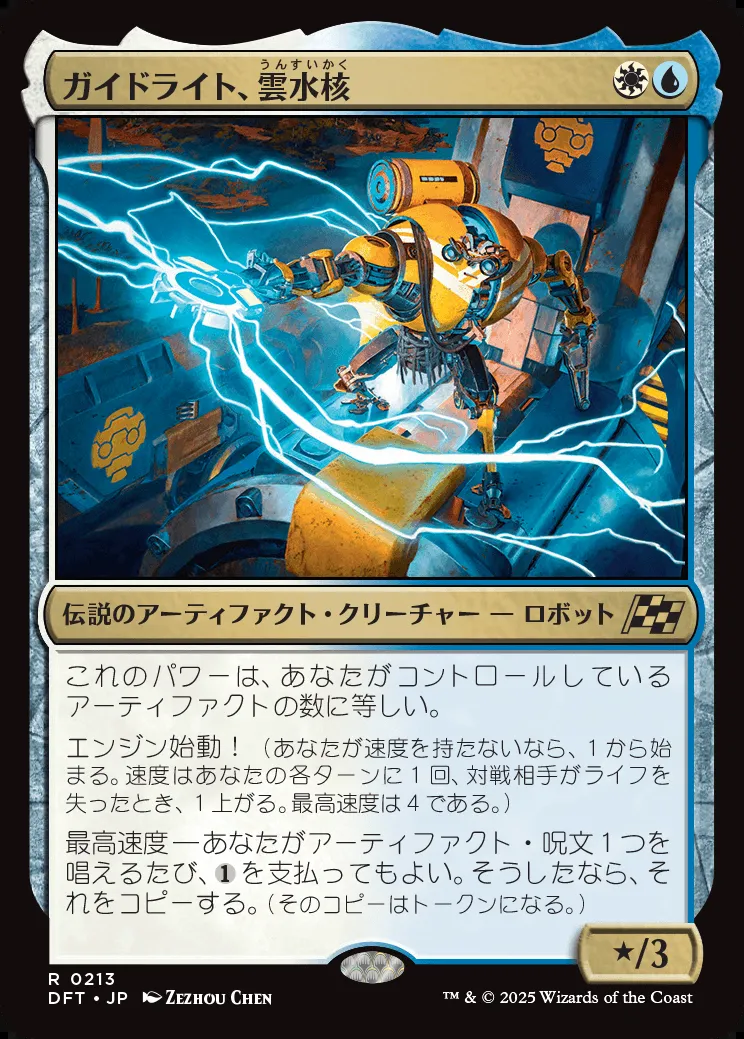 うんすいかく
ガイドライト、雲水核
伝説のアーティファクト・クリーチャー — ロボット
これのパワーは、あなたがコントロールしている
アーティファクトの数に等しい。
エンジン始動！（あなたが速度を持たないなら、1から始
まる。速度はあなたの各ターンに1回、対戦相手がライフを
失ったとき、1上がる。最高速度は4である。）
最高速度 — あなたがアーティファクト・呪文1つを
唱えるたび、1を支払ってもよい。そうしたなら、そ
れをコピーする。（そのコピーはトークンになる。）
★/3
R 0213
DFT • JP Zezhou Chen
™ & © 2025 Wizards of the Coast